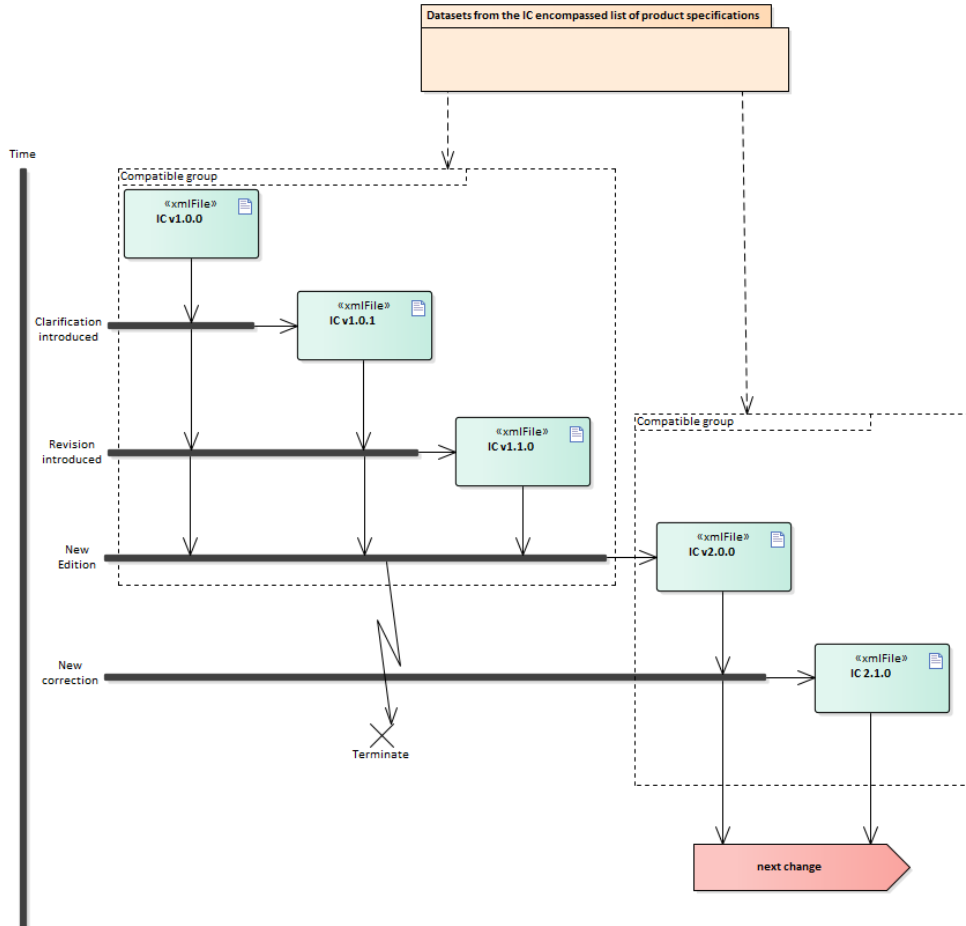 Datasets from the IC encompassed list of product specifications
Time
Compatible group
«xmlFile»
IC v1.0.0
Clarification
introduced
«xmlFile»
IC v1.0.1
Revision
introduced
«xmlFile»
IC v1.1.0
Compatible group
New
Edition
«xmlFile»
IC v2.0.0
New
correction
«xmlFile»
IC 2.1.0
Terminate
next change